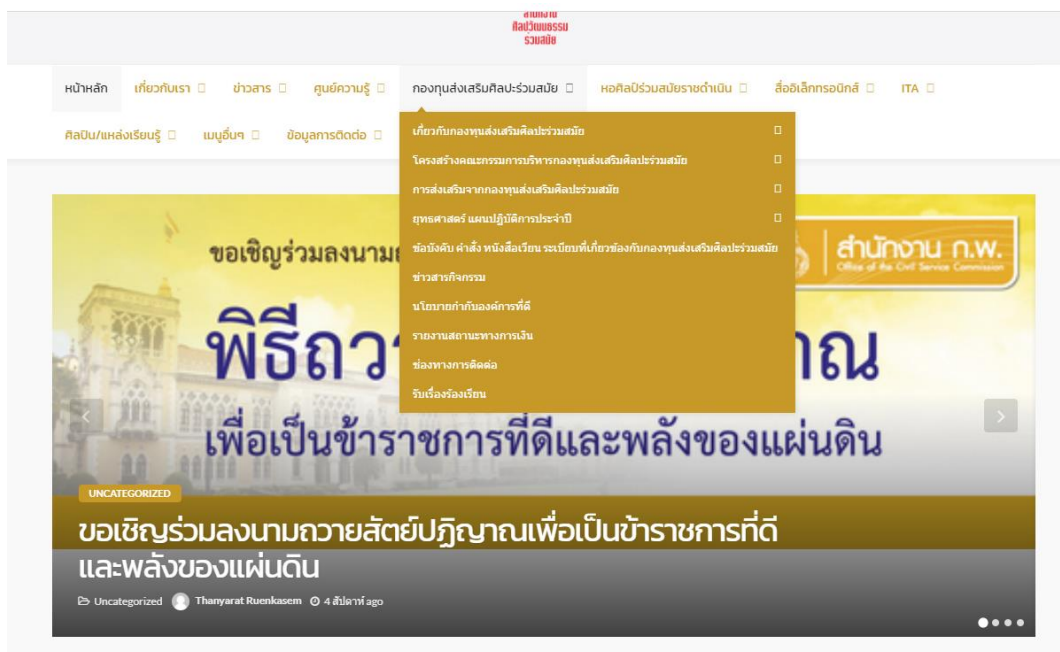 สำนักงาน
ศิลปวัฒนธรรม
ร่วมสมัย
หน้าหลัก เกี่ยวกับเรา ข่าวสาร ศูนย์ความรู้ กองทุนส่งเสริมศิลปะร่วมสมัย หอศิลป์ร่วมสมัยราชดำเนิน สื่ออิเล็กทรอนิกส์ ITA
ศิลปิน/แหล่งเรียนรู้ เมนูอื่นๆ ข้อมูลการติดต่อ
เกี่ยวกับกองทุนส่งเสริมศิลปะร่วมสมัย
โครงสร้างคณะกรรมการบริหารกองทุนส่งเสริมศิลปะร่วมสมัย
การส่งเสริมจากกองทุนส่งเสริมศิลปะร่วมสมัย
ยุทธศาสตร์ แผนปฏิบัติการประจำปี
ข้อบังคับ คำสั่ง หนังสือเวียน ระเบียบที่เกี่ยวข้องกับกองทุนส่งเสริมศิลปะร่วมสมัย
ข่าวสารกิจกรรม
นโยบายกำกับองค์การที่ดี
รายงานสถานะทางการเงิน
ช่องทางการติดต่อ
รับเรื่องร้องเรียน
ขอเชิญร่วมลงนาม
สำนักงาน ก.พ.
Office of the Civil Service Commission
พิธีถว
าณ
เพื่อเป็นข้าราชการที่ดีและพลังของแผ่นดิน
UNCATEGORIZED
ขอเชิญร่วมลงนามถวายสัตย์ปฏิญาณเพื่อเป็นข้าราชการที่ดี
และพลังของแผ่นดิน
Uncategorized Thanyarat Ruenkasem 4 สัปดาห์ ago